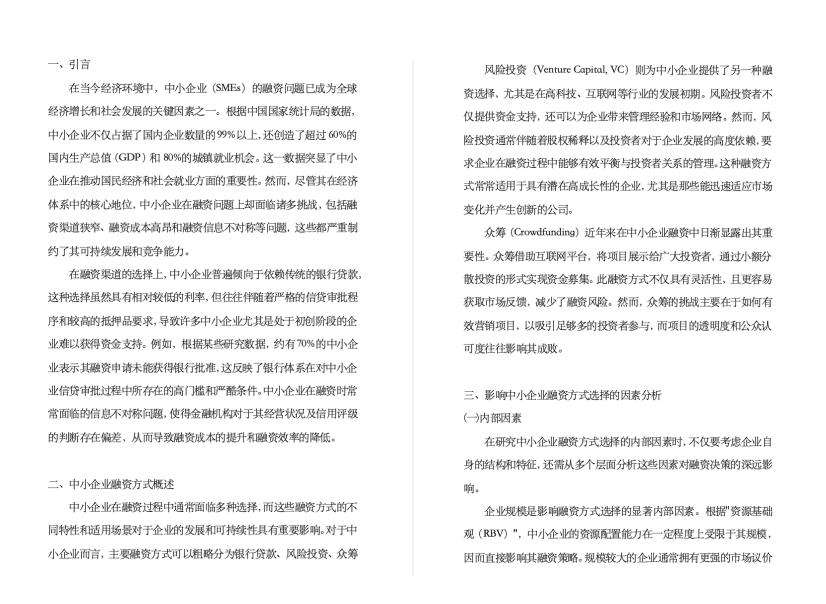 一、引言
在当今经济环境中，中小企业（SMEs）的融资问题已成为全球
经济增长和社会发展的关键因素之一。根据中国国家统计局的数据，
中小企业不仅占据了国内企业数量的99%以上，还创造了超过60%的
国内生产总值（GDP）和80%的城镇就业机会。这一数据突显了中小
企业在推动国民经济和社会就业方面的重要性。然而，尽管其在经济
体系中的核心地位，中小企业在融资问题上却面临诸多挑战，包括融
资渠道狭窄、融资成本高昂和融资信息不对称等问题，这些都严重制
约了其可持续发展和竞争能力。
在融资渠道的选择上，中小企业普遍倾向于依赖传统的银行贷款，
这种选择虽然具有相对较低的利率，但往往伴随着严格的信贷审批程
序和较高的抵押品要求，导致许多中小企业尤其是处于初创阶段的企
业难以获得资金支持。例如，根据某些研究数据，约有70%的中小企
业表示其融资申请未能获得银行批准，这反映了银行体系在对中小企
业信贷审批过程中所存在的高门槛和严酷条件。中小企业在融资时常
常面临的信息不对称问题，使得金融机构对于其经营状况及信用评级
的判断存在偏差，从而导致融资成本的提升和融资效率的降低。
二、中小企业融资方式概述
中小企业在融资过程中通常面临多种选择，而这些融资方式的不
同特性和适用场景对于企业的发展和可持续性具有重要影响。对于中
小企业而言，主要融资方式可以粗略分为银行贷款、风险投资、众筹
风险投资（Venture Capital, VC）则为中小企业提供了另一种融
资选择，尤其是在高科技、互联网等行业的发展初期。风险投资者不
仅提供资金支持，还可以为企业带来管理经验和市场网络。然而，风
险投资通常伴随着股权稀释以及投资者对于企业发展的高度依赖，要
求企业在融资过程中能够有效平衡与投资者关系的管理。这种融资方
式常常适用于具有潜在高成长性的企业，尤其是那些能迅速适应市场
变化并产生创新的公司。
众筹（Crowdfunding）近年来在中小企业融资中日渐显露出其重
要性。众筹借助互联网平台，将项目展示给广大投资者，通过小额分
散投资的形式实现资金募集。此融资方式不仅具有灵活性，且更容易
获取市场反馈，减少了融资风险。然而，众筹的挑战主要在于如何有
效营销项目，以吸引足够多的投资者参与，而项目的透明度和公众认
可度往往影响其成败。
三、影响中小企业融资方式选择的因素分析
㈠内部因素
在研究中小企业融资方式选择的内部因素时，不仅要考虑企业自
身的结构和特征，还需从多个层面分析这些因素对融资决策的深远影
响。
企业规模是影响融资方式选择的显著内部因素。根据"资源基础
观（RBV）"，中小企业的资源配置能力在一定程度上受限于其规模，
因而直接影响其融资策略。规模较大的企业通常拥有更强的市场议价